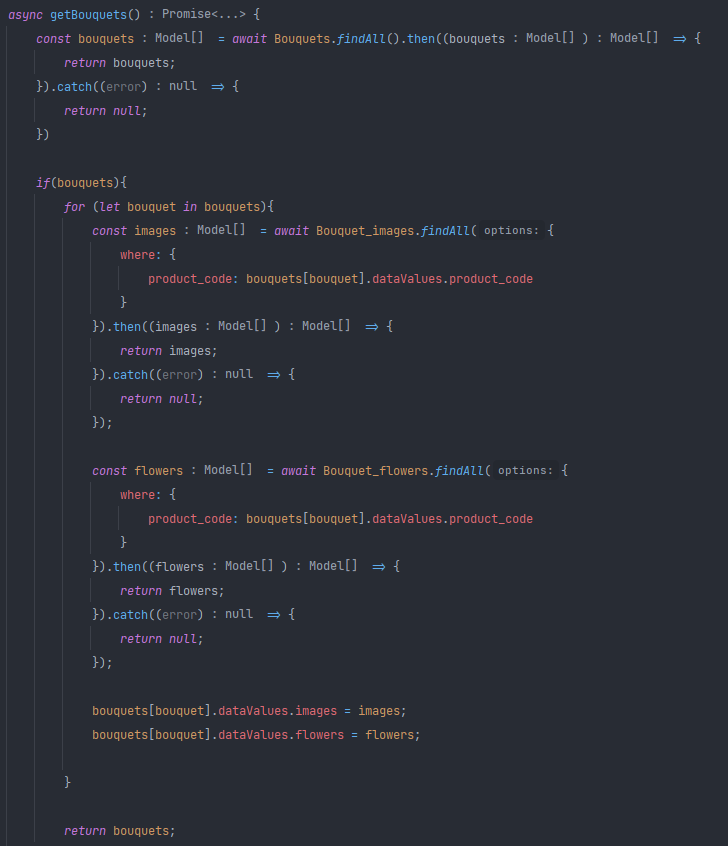 async getBouquets() : Promise<...> {
const bouquets : Model[] = await Bouquets.findAll().then((bouquets : Model[] ) : Model[] => {
return bouquets;
}).catch((error) : null => {
return null;
})
if(bouquets){
for (let bouquet in bouquets){
const images : Model[] = await Bouquet_images.findAll( options: {
where: {
product_code: bouquets[bouquet].dataValues.product_code
}
}).then((images : Model[] ) : Model[] => {
return images;
}).catch((error) : null => {
return null;
});
const flowers : Model[] = await Bouquet_flowers.findAll( options: {
where: {
product_code: bouquets[bouquet].dataValues.product_code
}
}).then((flowers : Model[] ) : Model[] => {
return flowers;
}).catch((error) : null => {
return null;
});
bouquets[bouquet].dataValues.images = images;
bouquets[bouquet].dataValues.flowers = flowers;
}
return bouquets;